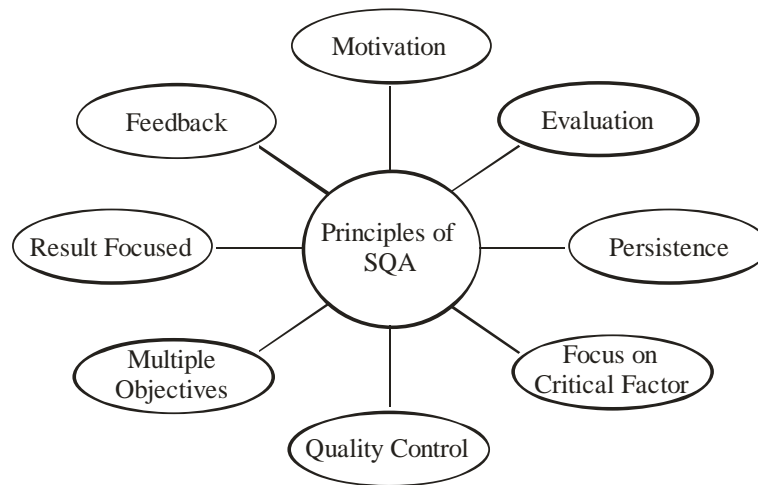 Motivation
Feedback
Evaluation
Principles of
SQA
Result Focused
Persistence
Multiple
Objectives
Focus on
Critical Factor
Quality Control